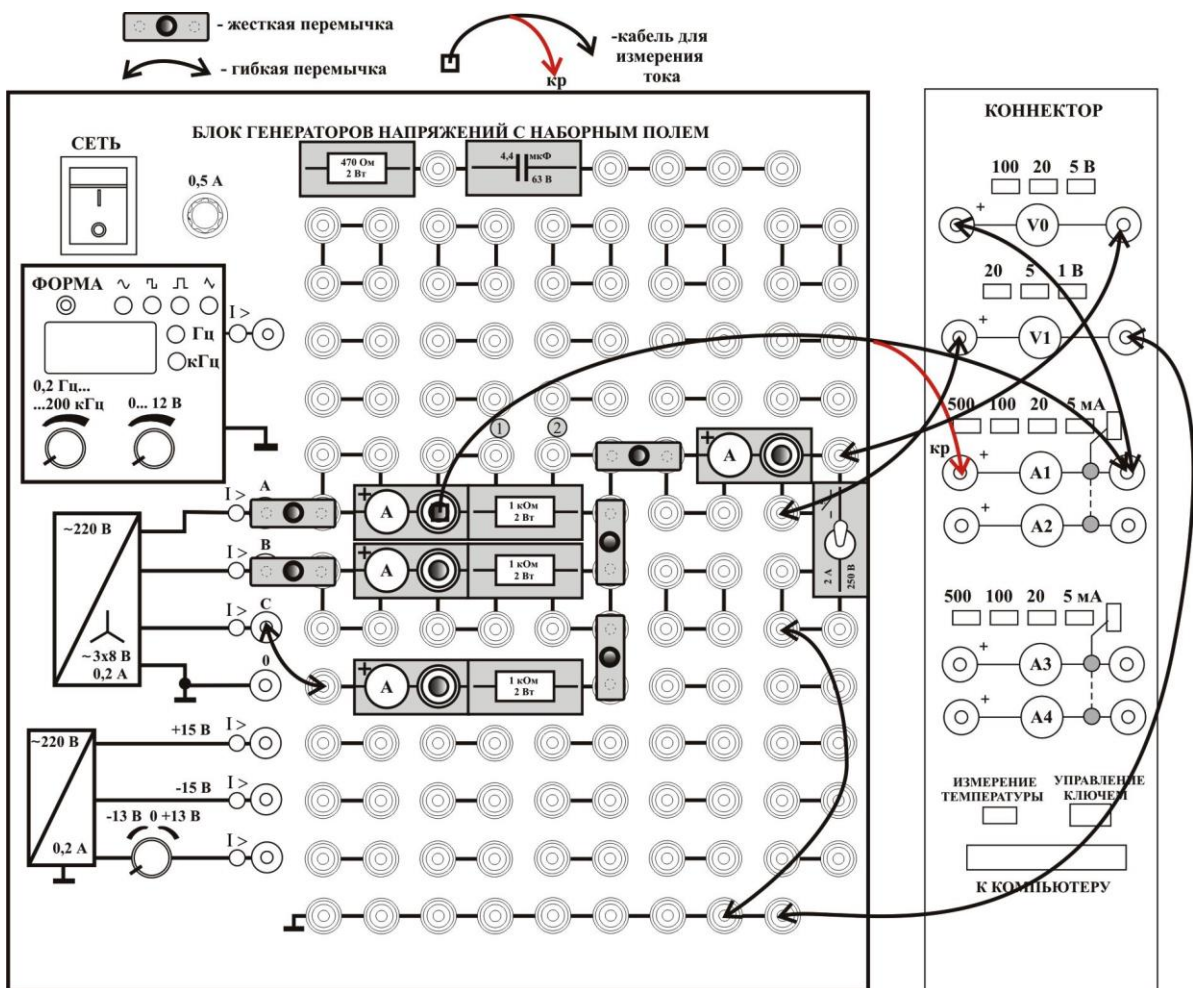 - жесткая перемычка
- гибкая перемычка
-кабель для
измерения
тока
кр
БЛОК ГЕНЕРАТОРОВ НАПРЯЖЕНИЙ С НАБОРНЫМ ПОЛЕМ
СЕТЬ
0,5 А
470 Ом
2 Вт
4,4 мкФ
63 В
ФОРМА
I >
Гц
кГц
0,2 Гц...
...200 кГц
0... 12 В
1
2
+
А
I >
А
+
А
1 кОм
2 Вт
~220 В
I >
В
+
А
1 кОм
2 Вт
2 А
250 В
I >
С
~3х8 В
0,2 А
0
+
А
1 кОм
2 Вт
~220 В
+15 В
I >
-15 В
I >
-13 В 0 +13 В
I >
0,2 А
КОННЕКТОР
100 20 5 В
+
V0
20 5 1 В
+
V1
500 100 20 5 мА
кр
+
А1
+
А2
500 100 20 5 мА
+
А3
+
А4
ИЗМЕРЕНИЕ
ТЕМПЕРАТУРЫ
УПРАВЛЕНИЕ
КЛЮЧЕМ
К КОМПЬЮТЕРУ